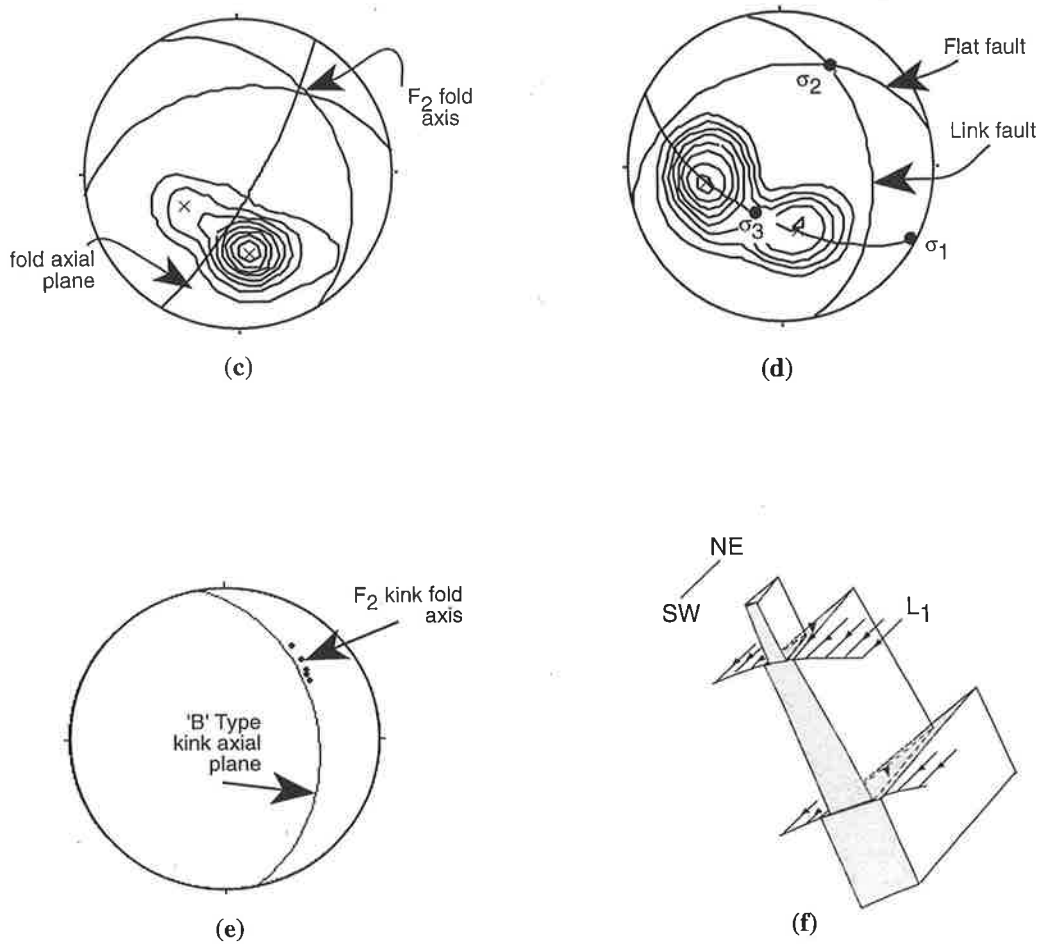 F2 fold
axis
fold axial
plane
(c)
Flat fault
σ2
Link fault
σ3
σ1
(d)
F2 kink fold
axis
'B' Type
kink axial
plane
(e)
NE
SW
L1
(f)